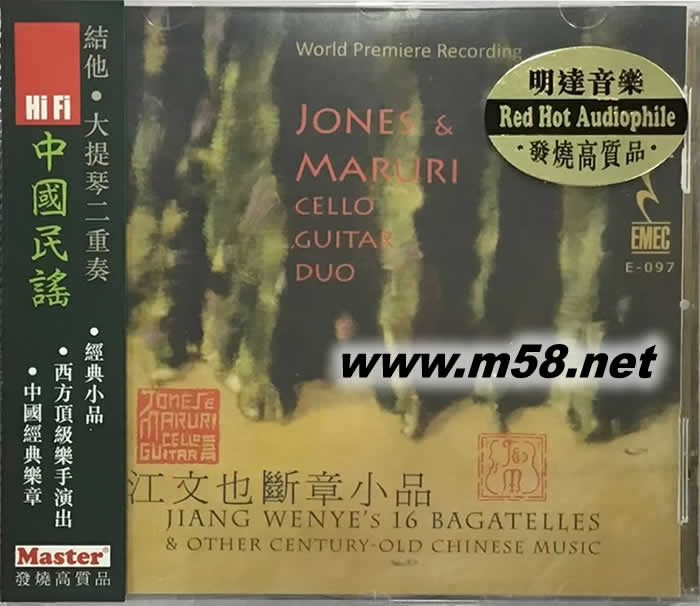 Hi Fi
結他•大提琴二重奏
中國民謠
•經典小品
•西方頂級樂手演出
•中國經典樂章
Master®
發燒高質品
World Premiere Recording
JONES &
MARURI
CELLO
GUITAR
DUO
明達音樂
Red Hot Audiophile
•發燒高質品•
EMEC
E-097
www.m58.net
JONES &
MARURI
CELLO
GUITAR
J
M
江文也斷章小品
JIANG WENYE'S 16 BAGATELLES
& OTHER CENTURY-OLD CHINESE MUSIC